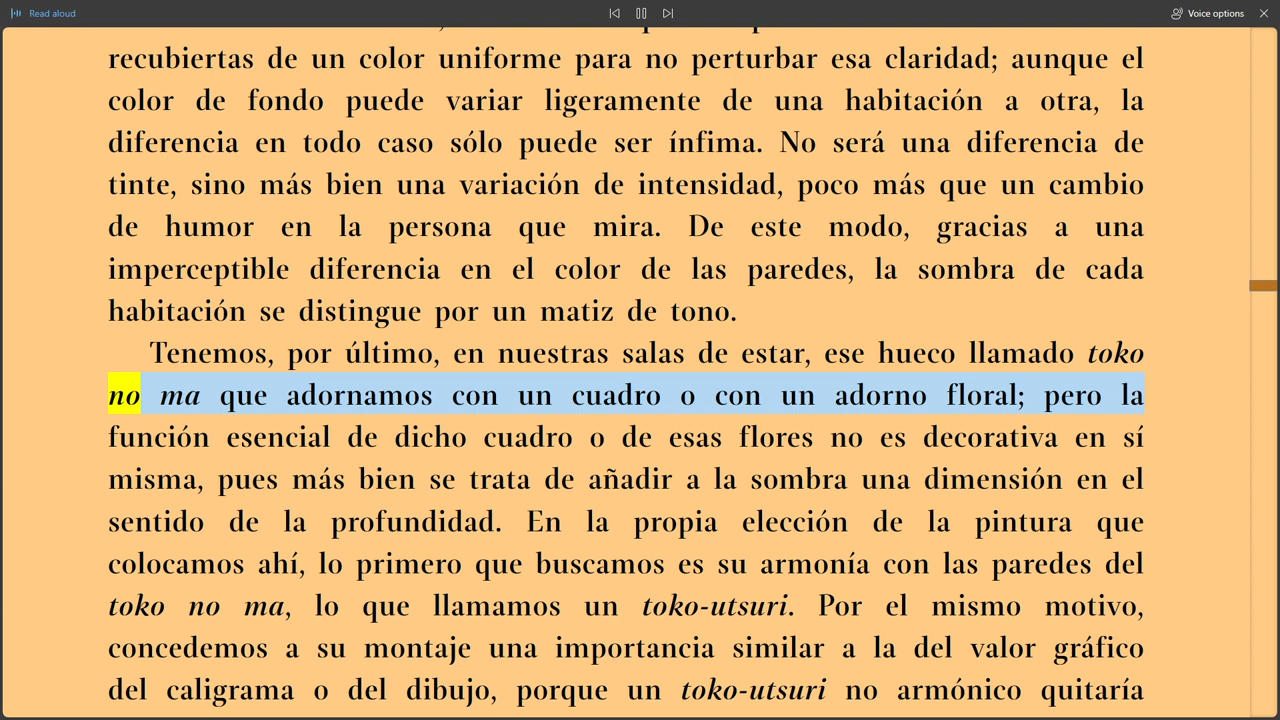 Read aloud
Voice options
recubiertas de un color uniforme para no perturbar esa claridad; aunque el
color de fondo puede variar ligeramente de una habitación a otra, la
diferencia en todo caso sólo puede ser ínfima. No será una diferencia de
tinte, sino más bien una variación de intensidad, poco más que un cambio
de humor en la persona que mira. De este modo, gracias a una
imperceptible diferencia en el color de las paredes, la sombra de cada
habitación se distingue por un matiz de tono.
Tenemos, por último, en nuestras salas de estar, ese hueco llamado toko
no ma que adornamos con un cuadro o con un adorno floral; pero la
función esencial de dicho cuadro o de esas flores no es decorativa en sí
misma, pues más bien se trata de añadir a la sombra una dimensión en el
sentido de la profundidad. En la propia elección de la pintura que
colocamos ahí, lo primero que buscamos es su armonía con las paredes del
toko no ma, lo que llamamos un toko-utsuri. Por el mismo motivo,
concedemos a su montaje una importancia similar a la del valor gráfico
del caligrama o del dibujo, porque un toko-utsuri no armónico quitaría